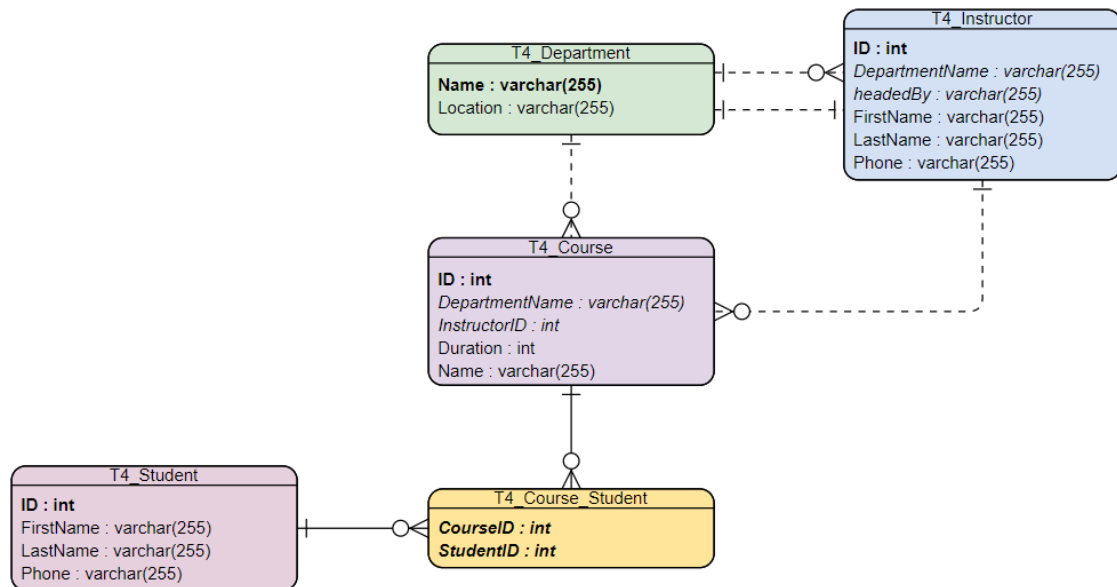 T4_Instructor
ID : int
DepartmentName : varchar(255)
headedBy : varchar(255)
FirstName : varchar(255)
LastName : varchar(255)
Phone : varchar(255)
T4_Department
Name : varchar(255)
Location : varchar(255)
T4_Course
ID : int
DepartmentName : varchar(255)
InstructorID : int
Duration : int
Name : varchar(255)
T4_Student
ID : int
FirstName : varchar(255)
LastName : varchar(255)
Phone : varchar(255)
T4_Course_Student
CourseID : int
StudentID : int